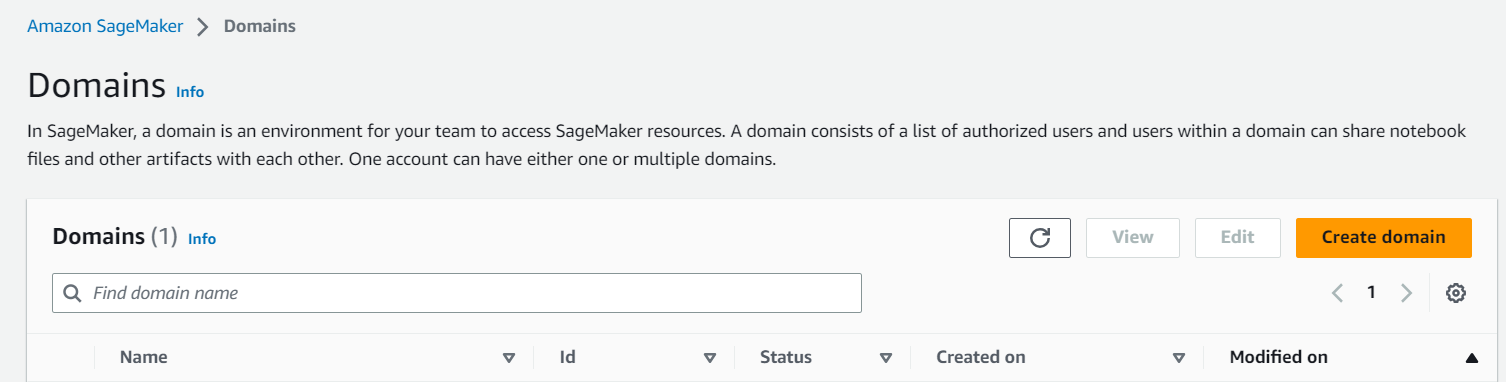 Amazon SageMaker > Domains
Domains Info
In SageMaker, a domain is an environment for your team to access SageMaker resources. A domain consists of a list of authorized users and users within a domain can share notebook
files and other artifacts with each other. One account can have either one or multiple domains.
Domains (1) Info View Edit Create domain
Find domain name 1
Name Id Status Created on Modified on